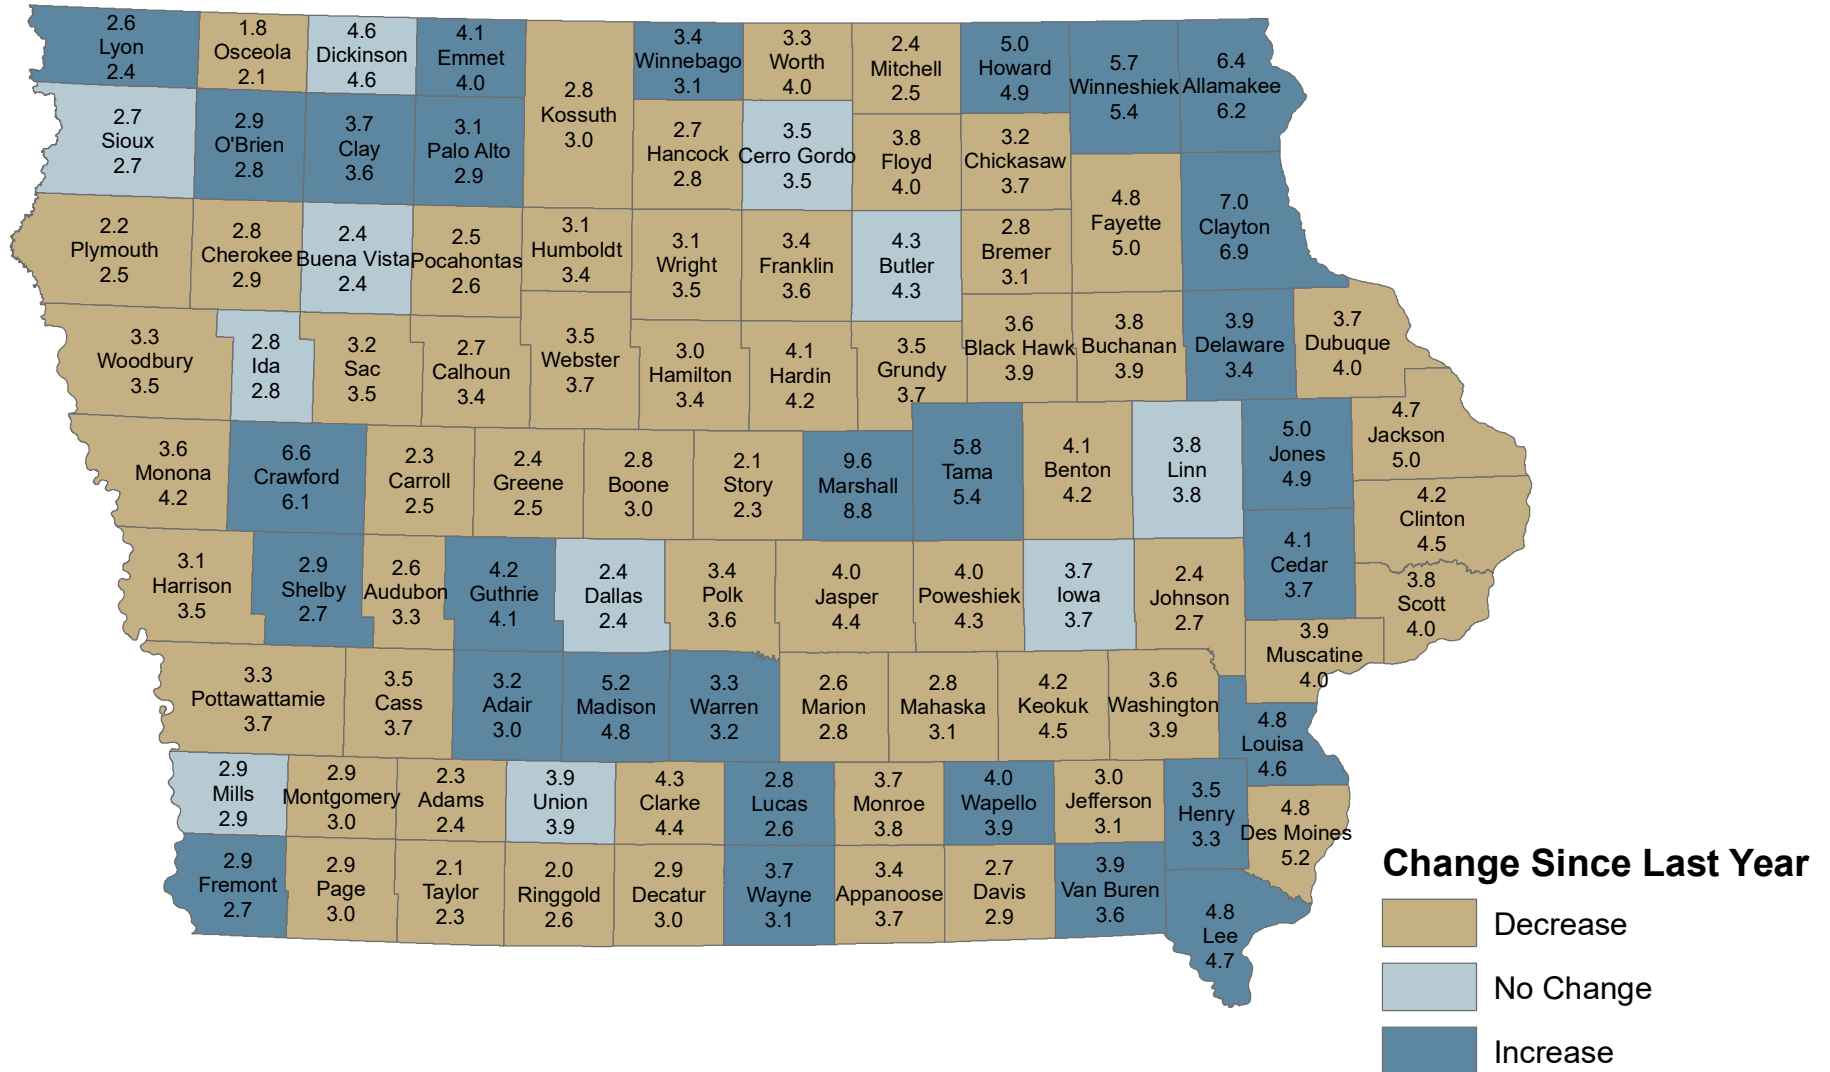 2.6
Lyon
2.4
1.8
Osceola
2.1
4.6
Dickinson
4.6
4.1
Emmet
4.0
2.8
Kossuth
3.0
3.4
Winnebago
3.1
3.3
Worth
4.0
2.4
Mitchell
2.5
5.0
Howard
4.9
5.7
Winneshiek
5.4
6.4
Allamakee
6.2
2.7
Sioux
2.7
2.9
O'Brien
2.8
3.7
Clay
3.6
3.1
Palo Alto
2.9
2.7
Hancock
2.8
3.5
Cerro Gordo
3.5
3.8
Floyd
4.0
3.2
Chickasaw
3.7
4.8
Fayette
5.0
7.0
Clayton
6.9
2.2
Plymouth
2.5
2.8
Cherokee
2.9
2.4
Buena Vista
2.4
2.5
Pocahontas
2.6
3.1
Humboldt
3.4
3.1
Wright
3.5
3.4
Franklin
3.6
4.3
Butler
4.3
2.8
Bremer
3.1
3.3
Woodbury
3.5
2.8
Ida
2.8
3.2
Sac
3.5
2.7
Calhoun
3.4
3.5
Webster
3.7
3.0
Hamilton
3.4
4.1
Hardin
4.2
3.5
Grundy
3.7
3.6
Black Hawk
3.9
3.8
Buchanan
3.9
3.9
Delaware
3.4
3.7
Dubuque
4.0
3.6
Monona
4.2
6.6
Crawford
6.1
2.3
Carroll
2.5
2.4
Greene
2.5
2.8
Boone
3.0
2.1
Story
2.3
9.6
Marshall
8.8
5.8
Tama
5.4
4.1
Benton
4.2
3.8
Linn
3.8
5.0
Jones
4.9
4.7
Jackson
5.0
4.2
Clinton
4.5
3.1
Harrison
3.5
2.9
Shelby
2.7
2.6
Audubon
3.3
4.2
Guthrie
4.1
2.4
Dallas
2.4
3.4
Polk
3.6
4.0
Jasper
4.4
4.0
Poweshiek
4.3
3.7
Iowa
3.7
2.4
Johnson
2.7
4.1
Cedar
3.7
3.8
Scott
4.0
3.9
Muscatine
4.0
3.3
Pottawattamie
3.7
3.5
Cass
3.7
3.2
Adair
3.0
5.2
Madison
4.8
3.3
Warren
3.2
2.6
Marion
2.8
2.8
Mahaska
3.1
4.2
Keokuk
4.5
3.6
Washington
3.9
4.8
Louisa
4.6
2.9
Mills
2.9
2.9
Montgomery
3.0
2.3
Adams
2.4
3.9
Union
3.9
4.3
Clarke
4.4
2.8
Lucas
2.6
3.7
Monroe
3.8
4.0
Wapello
3.9
3.0
Jefferson
3.1
3.5
Henry
3.3
4.8
Des Moines
5.2
2.9
Fremont
2.7
2.9
Page
3.0
2.1
Taylor
2.3
2.0
Ringgold
2.6
2.9
Decatur
3.0
3.7
Wayne
3.1
3.4
Appanoose
3.7
2.7
Davis
2.9
3.9
Van Buren
3.6
4.8
Lee
4.7
Change Since Last Year
Decrease
No Change
Increase